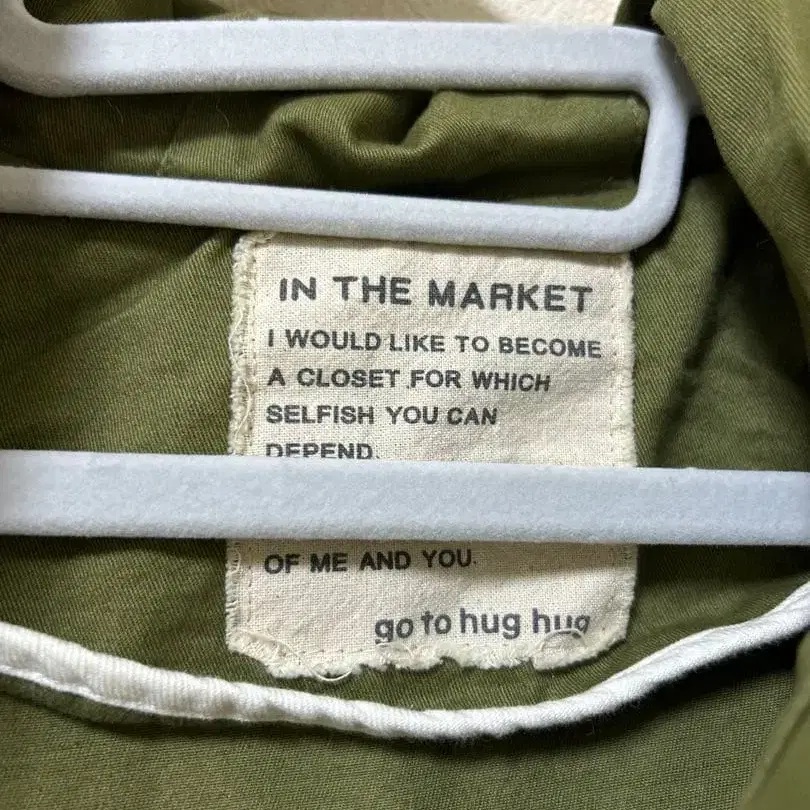 IN THE MARKET
I WOULD LIKE TO BECOME
A CLOSET FOR WHICH
SELFISH YOU CAN
DEPEND.
OF ME AND YOU.
go to hug hug